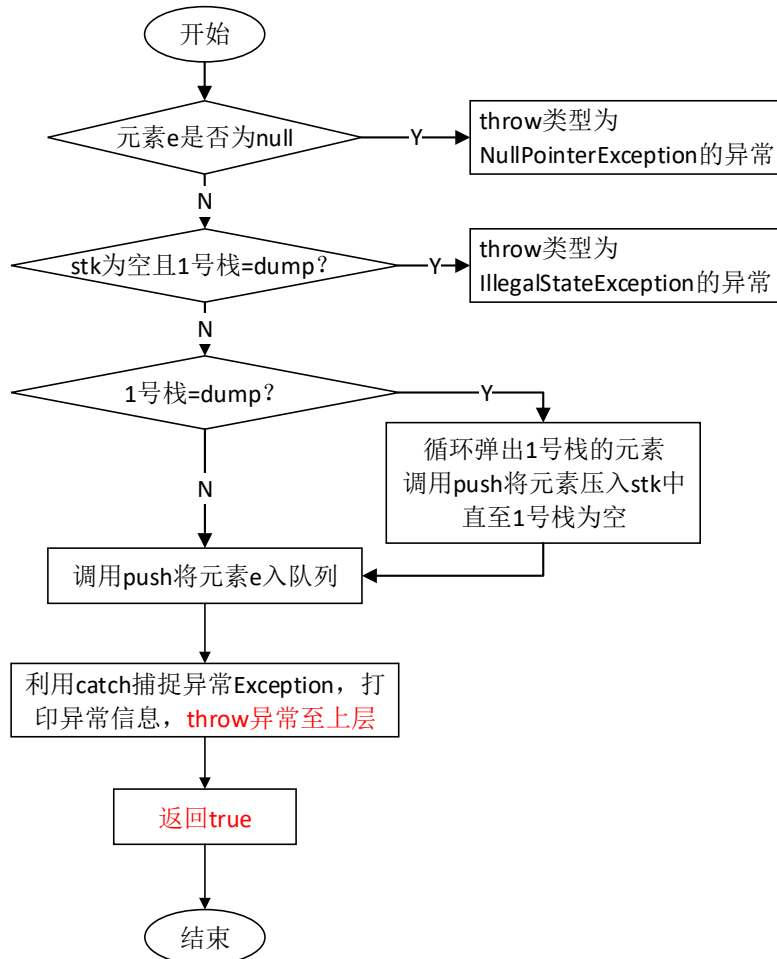 开始
元素e是否为null
Y
throw类型为
NullPointerException的异常
N
stk为空且1号栈=dump?
Y
throw类型为
IllegalStateException的异常
N
1号栈=dump?
Y
循环弹出1号栈的元素
调用push将元素压入stk中
直至1号栈为空
N
调用push将元素e入队列
利用catch捕捉异常Exception，打
印异常信息，throw异常至上层
返回true
结束